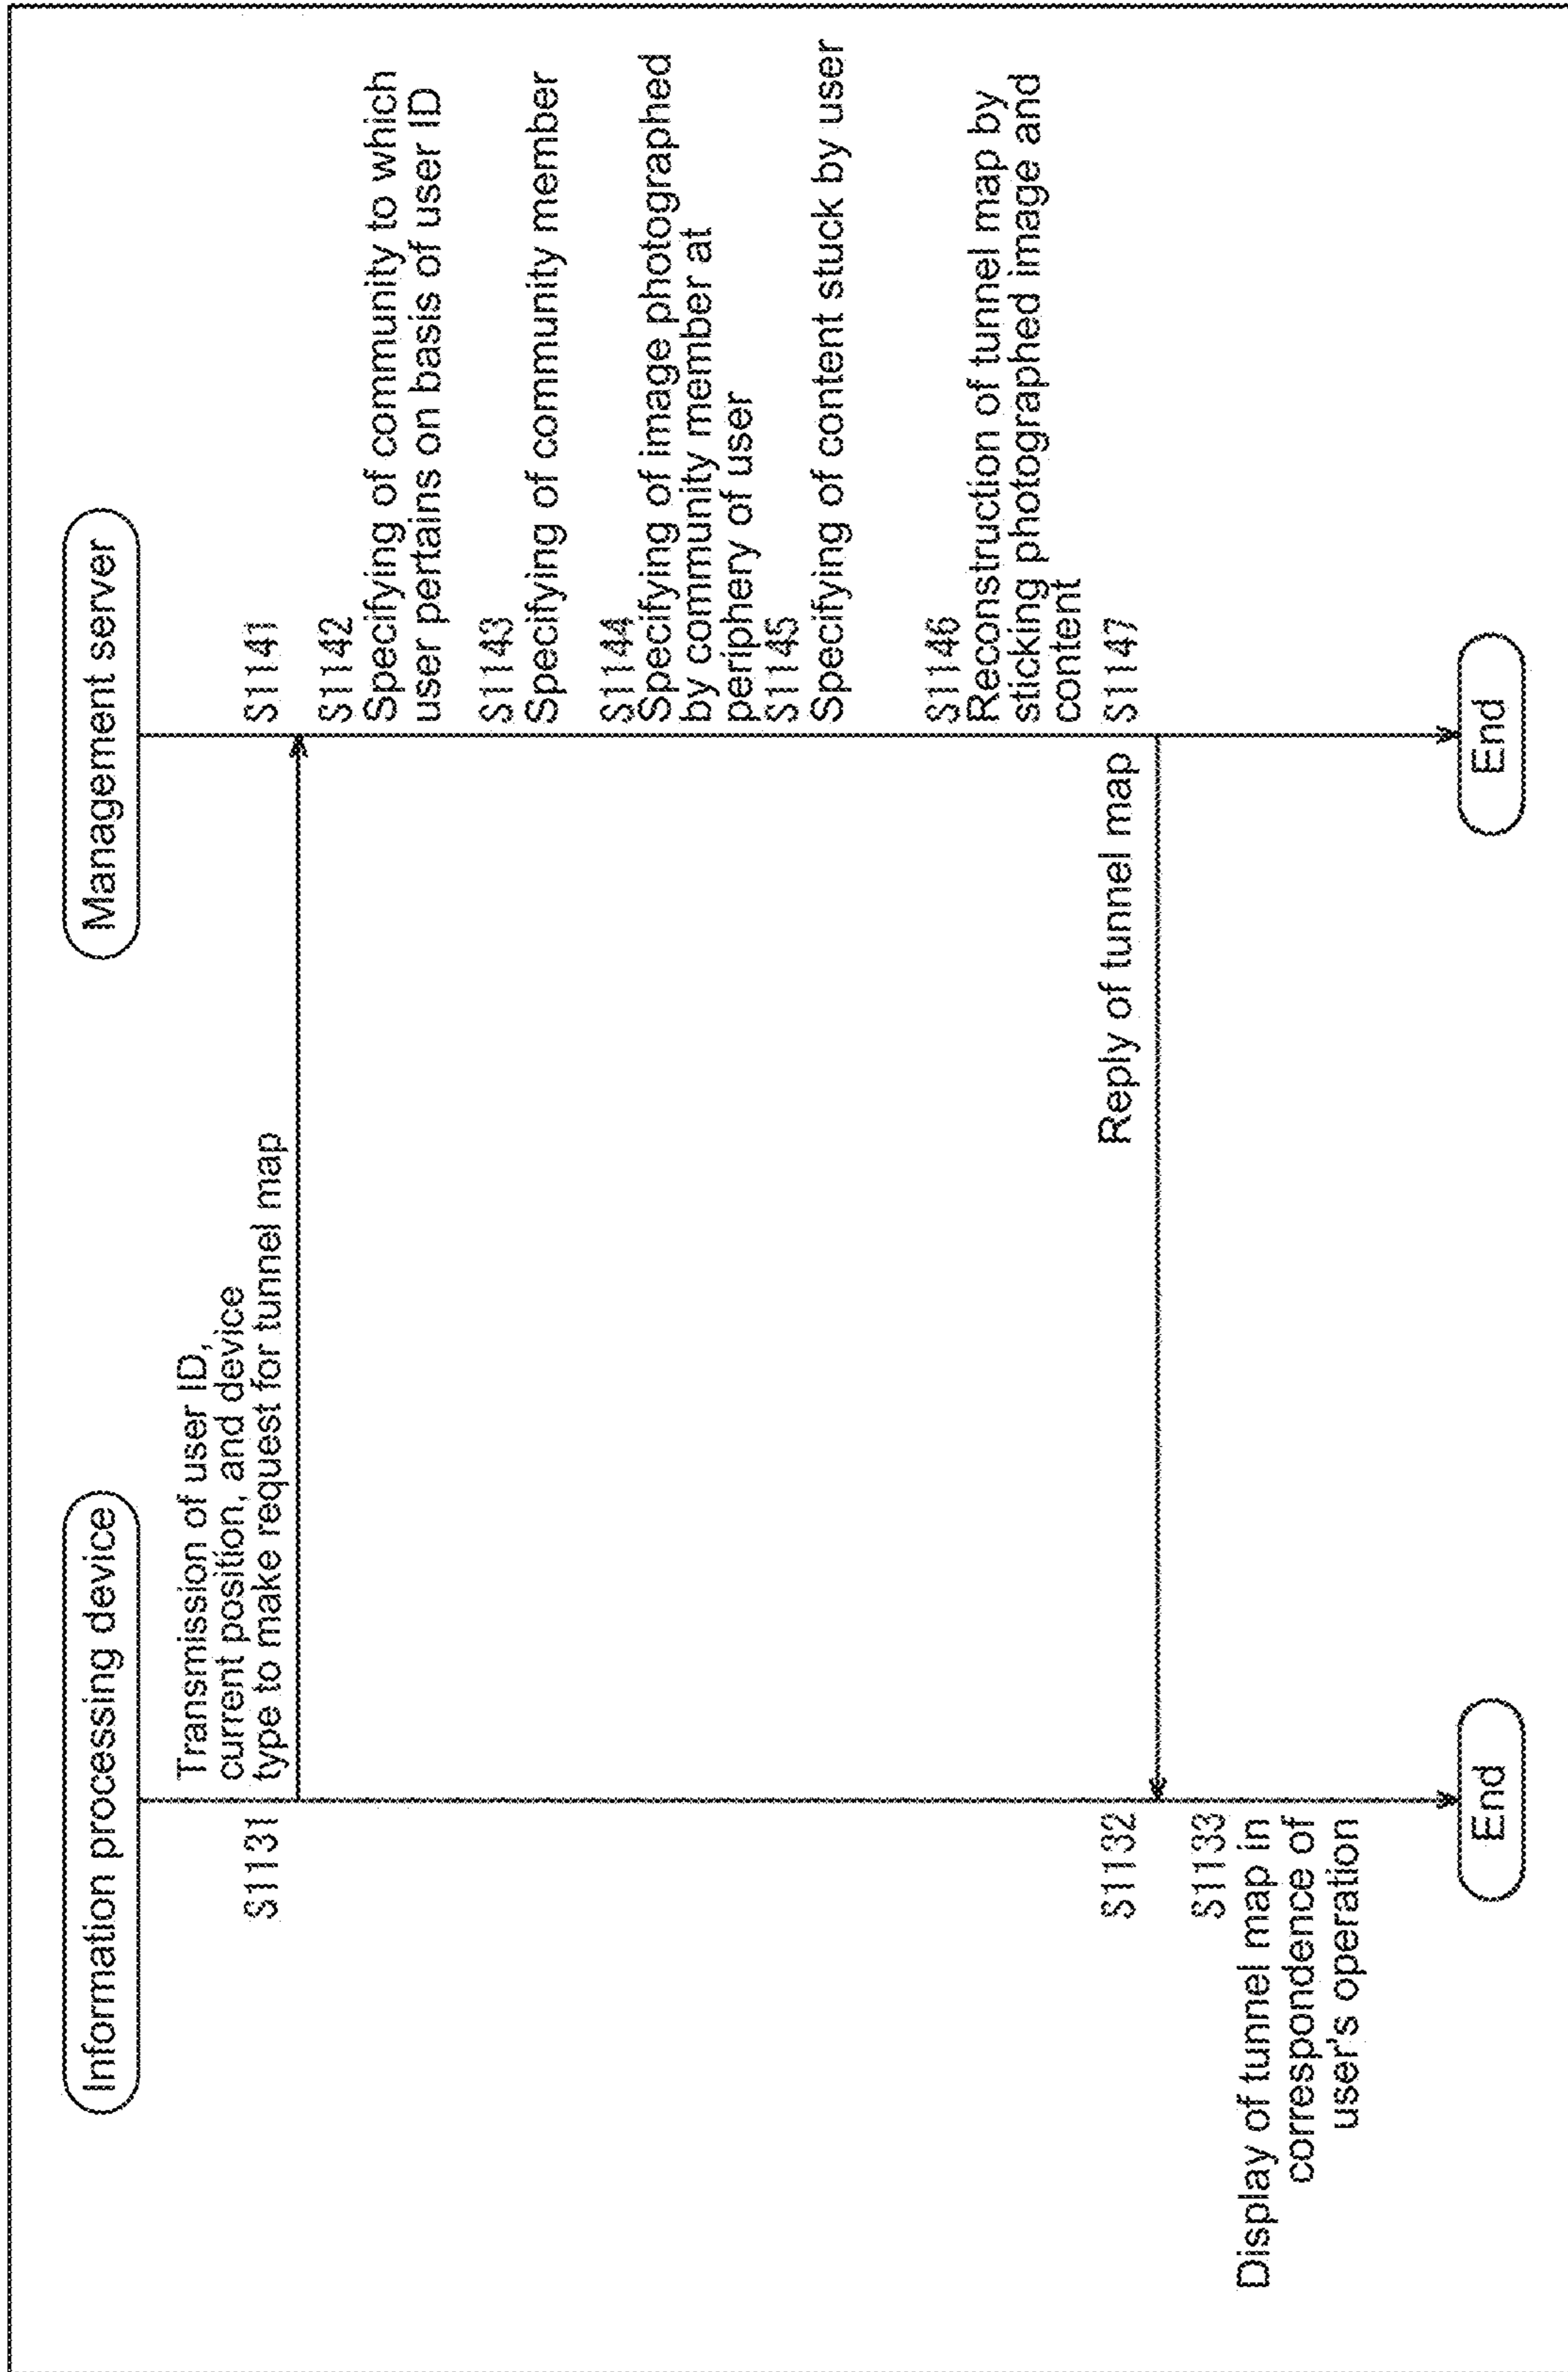 Information processing device
Management server
Transmission of user ID,
current position, and device
type to make request for tunnel map
S1131
S1141
S1142
Specifying of community to which
user pertains on basis of user ID
S1143
Specifying of community member
S1144
Specifying of image photographed
by community member at
periphery of user
S1145
Specifying of content stuck by user
S1146
Reconstruction of tunnel map by
sticking photographed image and
content
S1132
Reply of tunnel map
S1147
S1133
Display of tunnel map in
correspondence of
user's operation
End
End